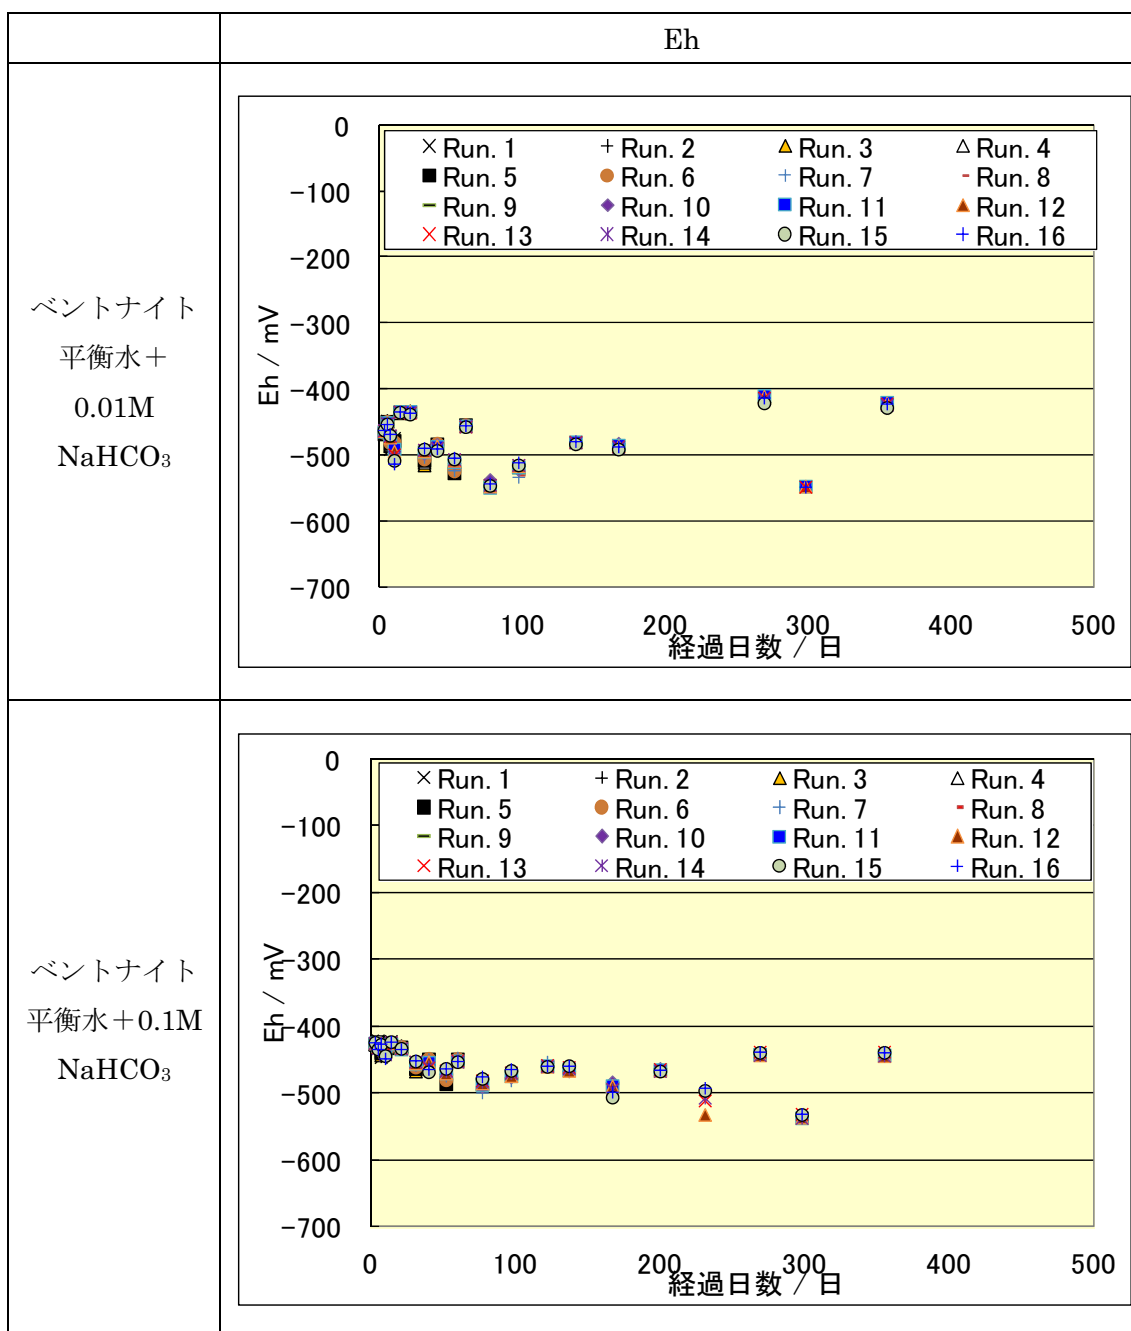 Eh
ベントナイト
平衡水＋
0.01M
NaHCO₃
0
-100
-200
-300
-400
-500
-600
-700
Eh / mV
× Run. 1 + Run. 2 ▲ Run. 3 △ Run. 4
■ Run. 5 ● Run. 6 + Run. 7 - Run. 8
- Run. 9 ◆ Run. 10 ■ Run. 11 ▲ Run. 12
× Run. 13 Run. 14 ● Run. 15 + Run. 16
0 100 200 300 400 500
経過日数 / 日
ベントナイト
平衡水＋0.1M
NaHCO₃
0
-100
-200
-300
-400
-500
-600
-700
Eh / mV
× Run. 1 + Run. 2 ▲ Run. 3 △ Run. 4
■ Run. 5 ● Run. 6 + Run. 7 - Run. 8
- Run. 9 ◆ Run. 10 ■ Run. 11 ▲ Run. 12
× Run. 13 Run. 14 ● Run. 15 + Run. 16
0 100 200 300 400 500
経過日数 / 日